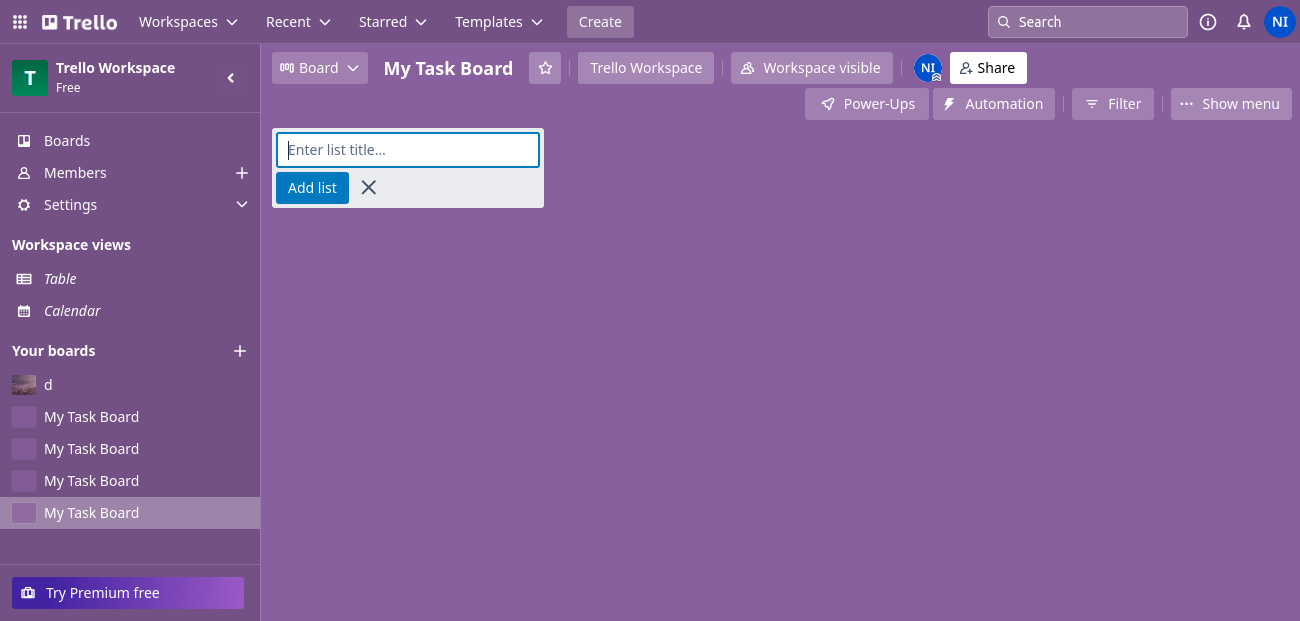 Trello
Workspaces
Recent
Starred
Templates
Create
Search
NI
T
Trello Workspace
Free
Board
My Task Board
Trello Workspace
Workspace visible
NI
Share
Power-Ups
Automation
Filter
Show menu
Boards
Members
Settings
Workspace views
Table
Calendar
Your boards
d
My Task Board
My Task Board
My Task Board
My Task Board
Try Premium free
Enter list title…
Add list